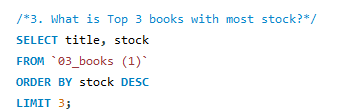 /*3. What is Top 3 books with most stock?*/
SELECT title, stock
FROM `03_books (1)`
ORDER BY stock DESC
LIMIT 3;